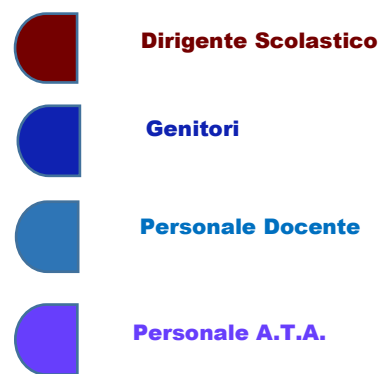 Dirigente Scolastico
Genitori
Personale Docente
Personale A.T.A.